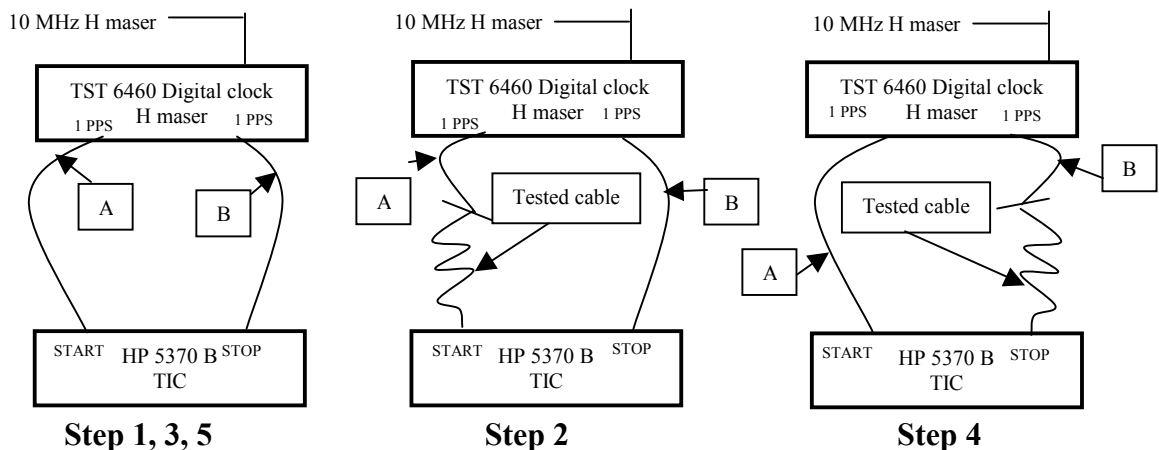 10 MHz H maser
TST 6460 Digital clock
H maser
1 PPS
1 PPS
A
B
START
HP 5370 B
STOP
TIC
Step 1, 3, 5
10 MHz H maser
TST 6460 Digital clock
H maser
1 PPS
1 PPS
A
Tested cable
B
START
HP 5370 B
STOP
TIC
Step 2
10 MHz H maser
TST 6460 Digital clock
1 PPS
H maser
1 PPS
B
Tested cable
A
START
HP 5370 B
STOP
TIC
Step 4